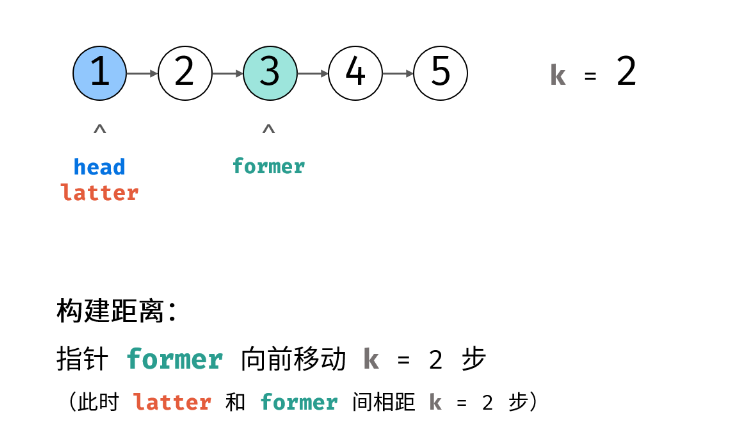 1 2 3 4 5 k = 2
^ ^
head former
latter
构建距离：
指针 former 向前移动 k = 2 步
（此时 latter 和 former 间相距 k = 2 步）